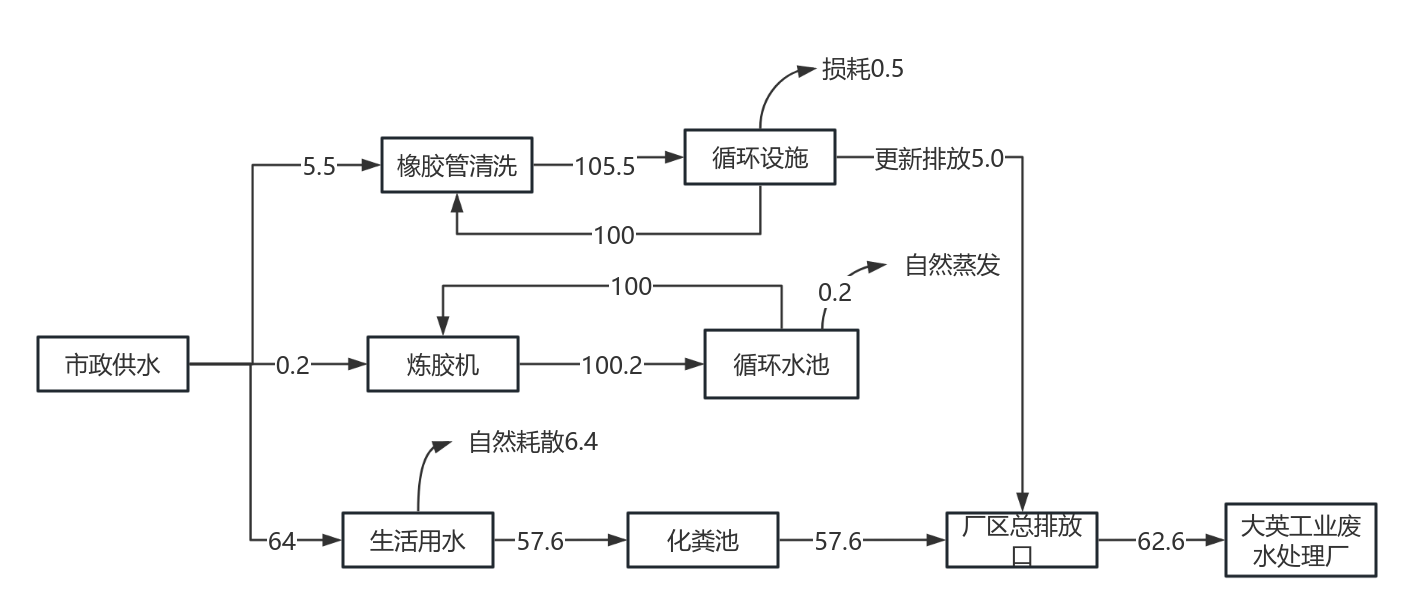 损耗0.5
橡胶管清洗
循环设施
5.5
105.5
更新排放5.0
100
自然蒸发
100
0.2
市政供水
0.2
炼胶机
100.2
循环水池
自然耗散6.4
64
生活用水
57.6
化粪池
57.6
厂区总排放
口
62.6
大英工业废
水处理厂